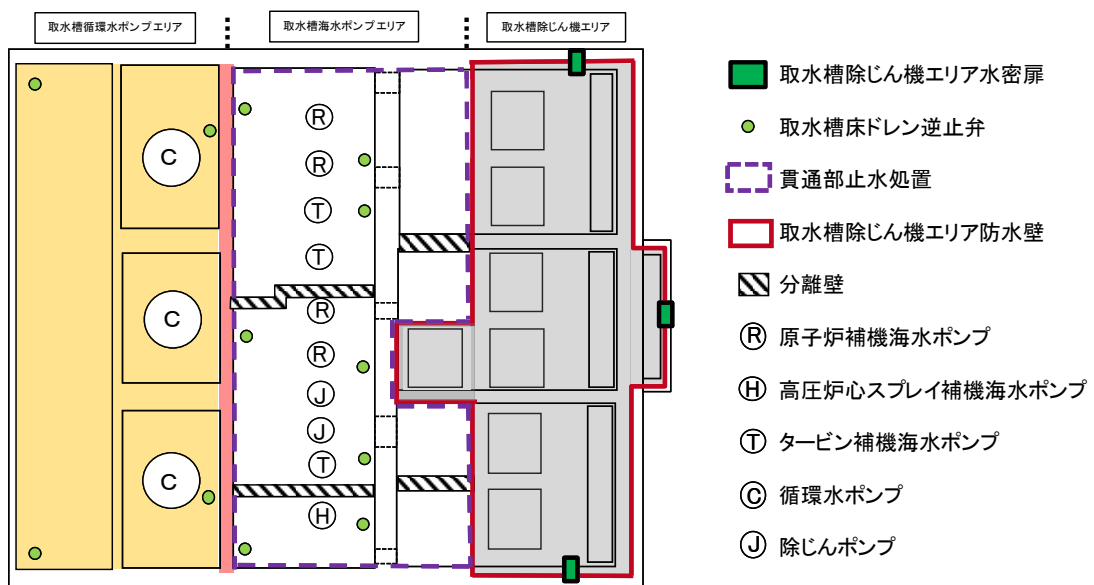 取水槽循環水ポンプエリア
取水槽海水ポンプエリア
取水槽除じん機エリア
R
R
T
T
R
R
J
J
T
H
C
C
C
取水槽除じん機エリア水密扉
取水槽床ドレン逆止弁
貫通部止水処置
取水槽除じん機エリア防水壁
分離壁
R 原子炉補機海水ポンプ
H 高圧炉心スプレイ補機海水ポンプ
T タービン補機海水ポンプ
C 循環水ポンプ
J 除じんポンプ